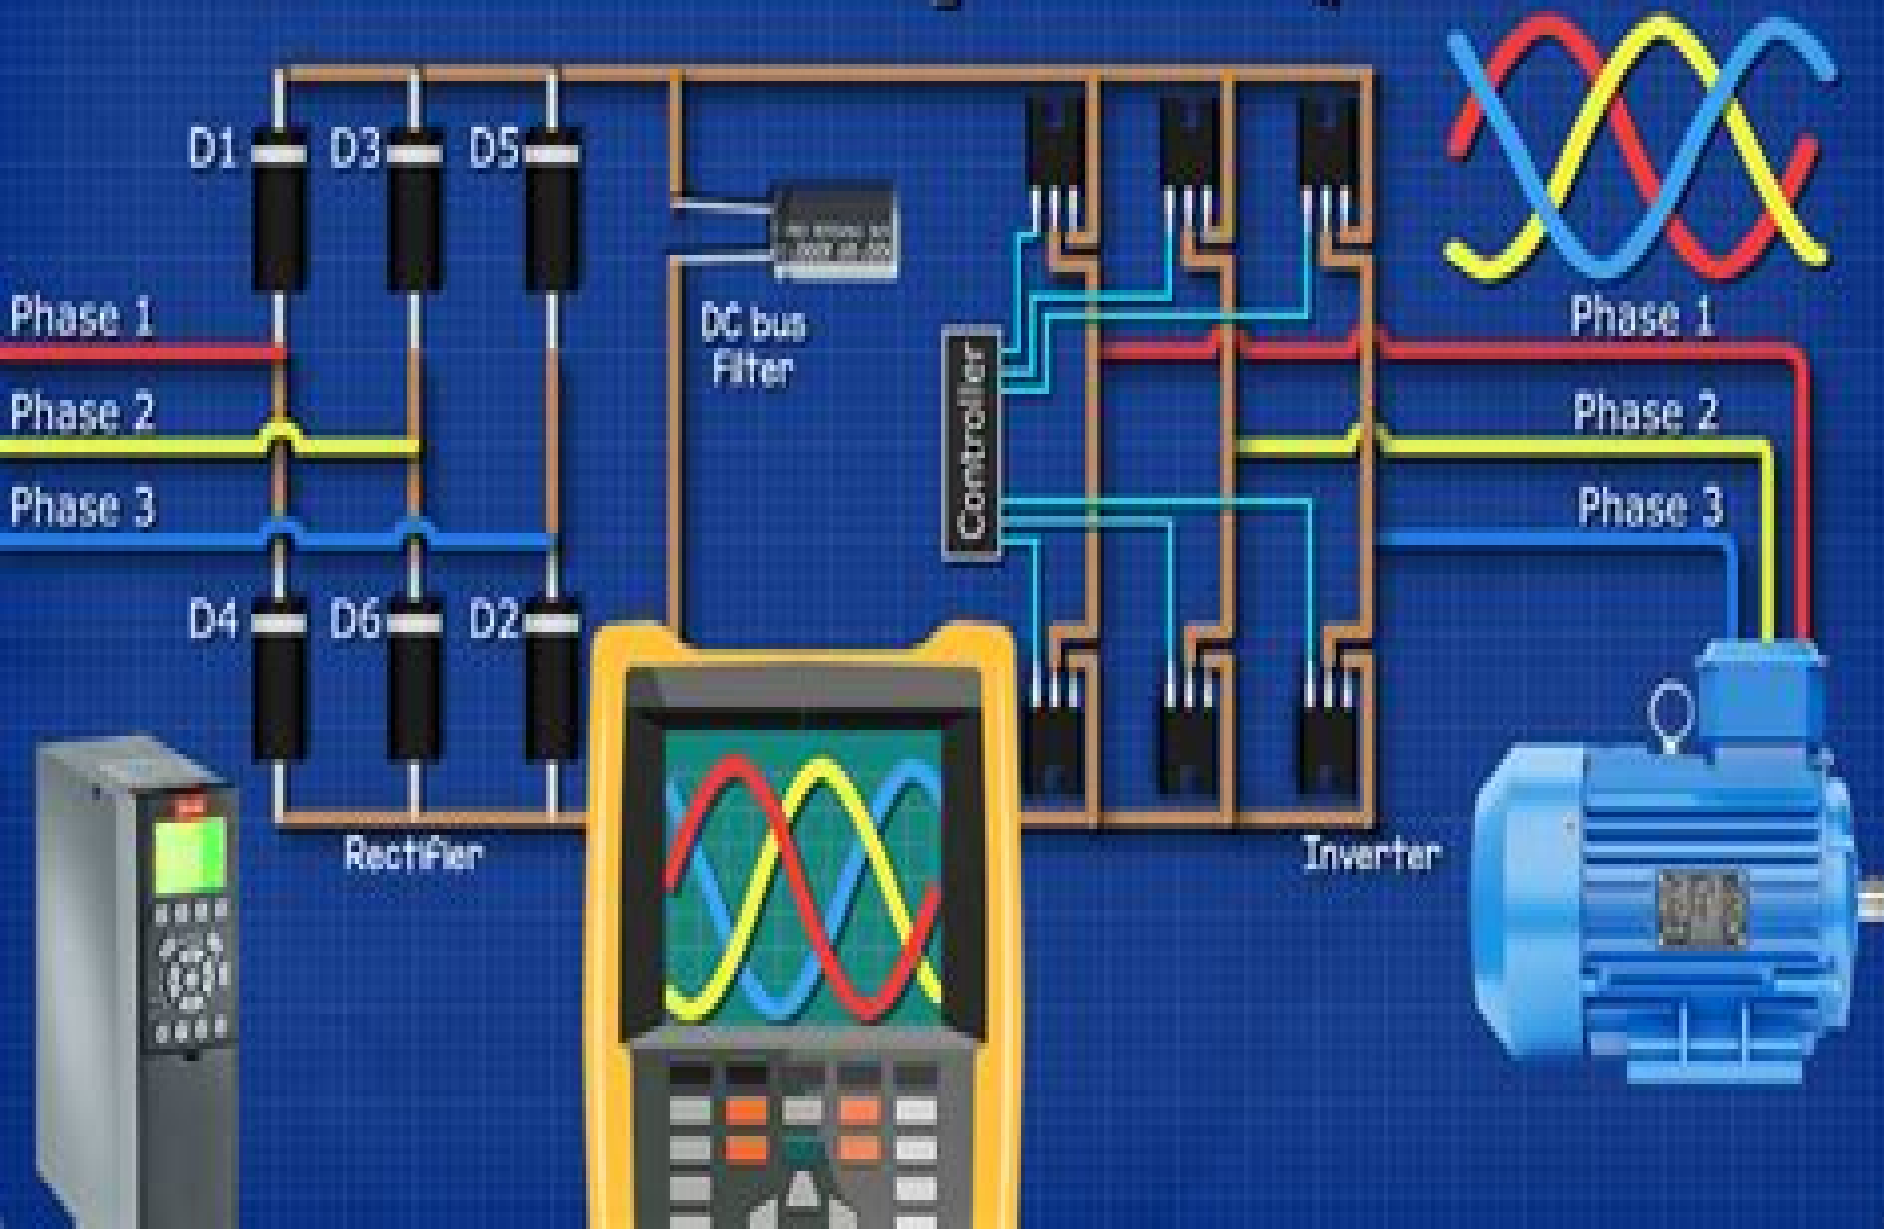 D1 D3 D5
Phase 1
Phase 2
Phase 3
D4 D6 D2
Rectifier
DC bus
Filter
Controller
Phase 1
Phase 2
Phase 3
Inverter